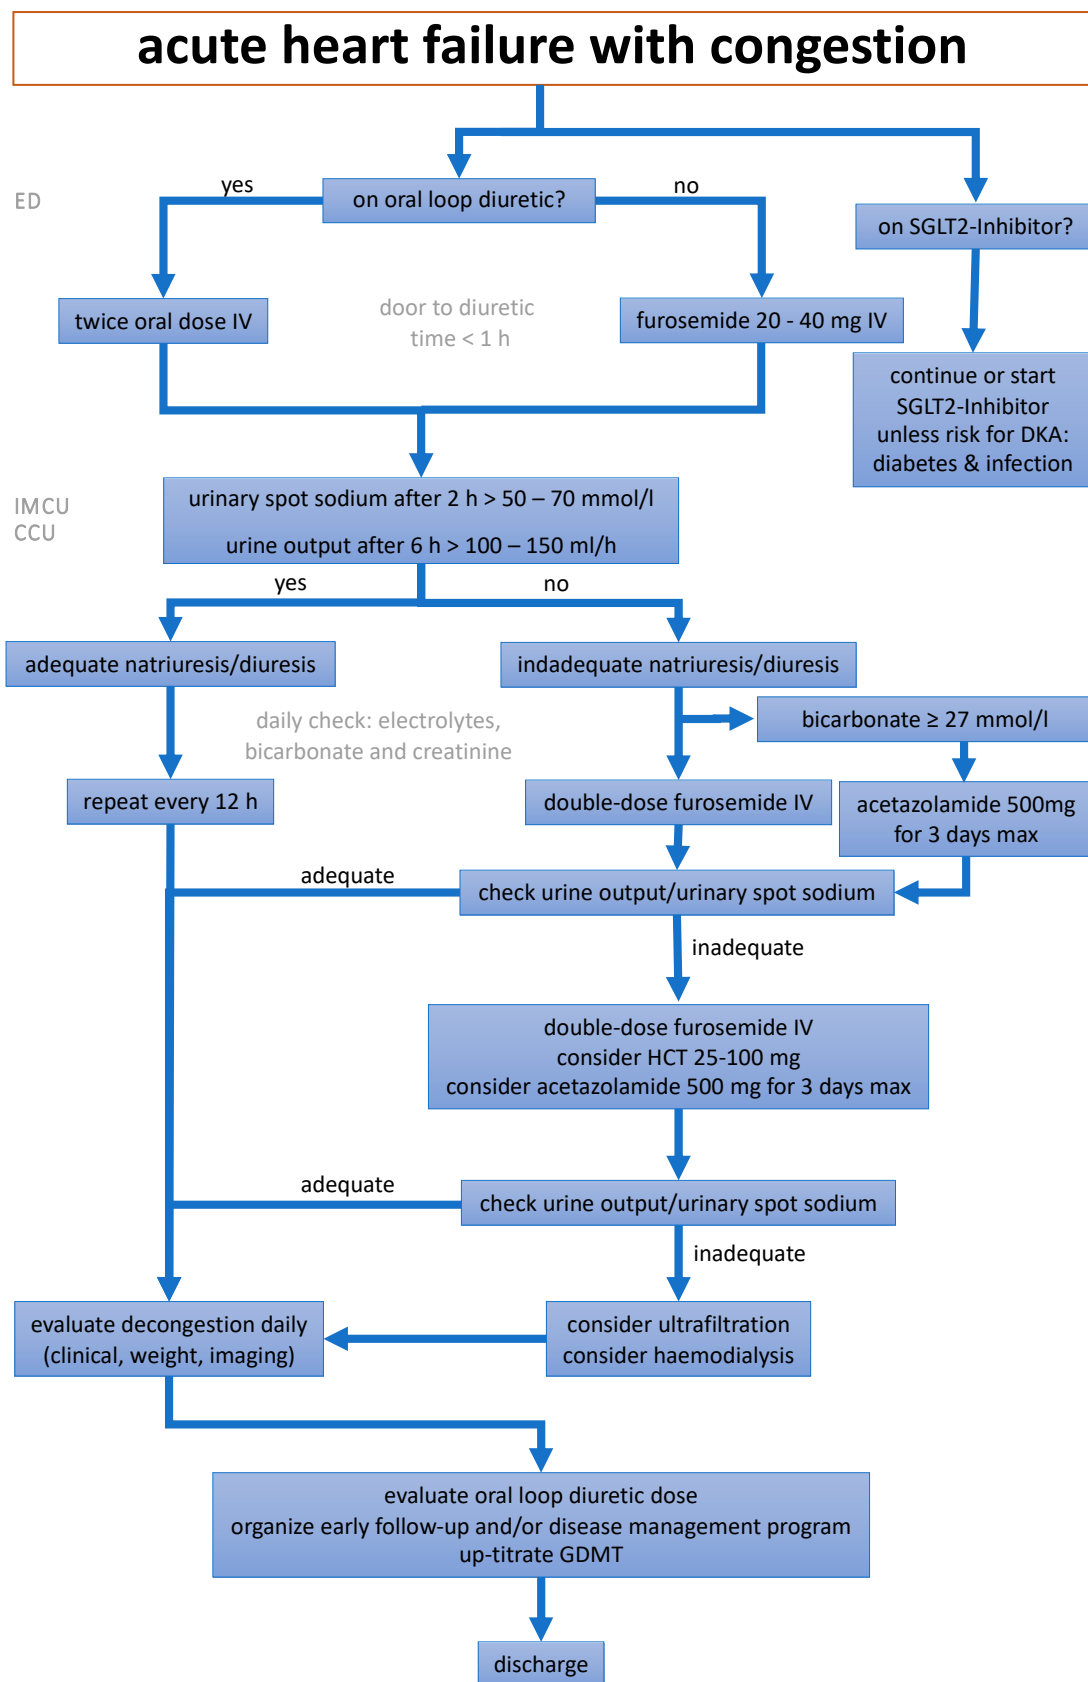 acute heart failure with congestion
ED
yes
on oral loop diuretic?
no
on SGLT2-Inhibitor?
twice oral dose IV
door to diuretic
time < 1 h
furosemide 20 - 40 mg IV
continue or start
SGLT2-Inhibitor
unless risk for DKA:
diabetes & infection
IMCU
CCU
urinary spot sodium after 2 h > 50 – 70 mmol/l
urine output after 6 h > 100 – 150 ml/h
yes
no
adequate natriuresis/diuresis
indadequate natriuresis/diuresis
daily check: electrolytes,
bicarbonate and creatinine
bicarbonate ≥ 27 mmol/l
repeat every 12 h
double-dose furosemide IV
acetazolamide 500mg
for 3 days max
adequate
check urine output/urinary spot sodium
inadequate
double-dose furosemide IV
consider HCT 25-100 mg
consider acetazolamide 500 mg for 3 days max
adequate
check urine output/urinary spot sodium
inadequate
evaluate decongestion daily
(clinical, weight, imaging)
consider ultrafiltration
consider haemodialysis
evaluate oral loop diuretic dose
organize early follow-up and/or disease management program
up-titrate GDMT
discharge